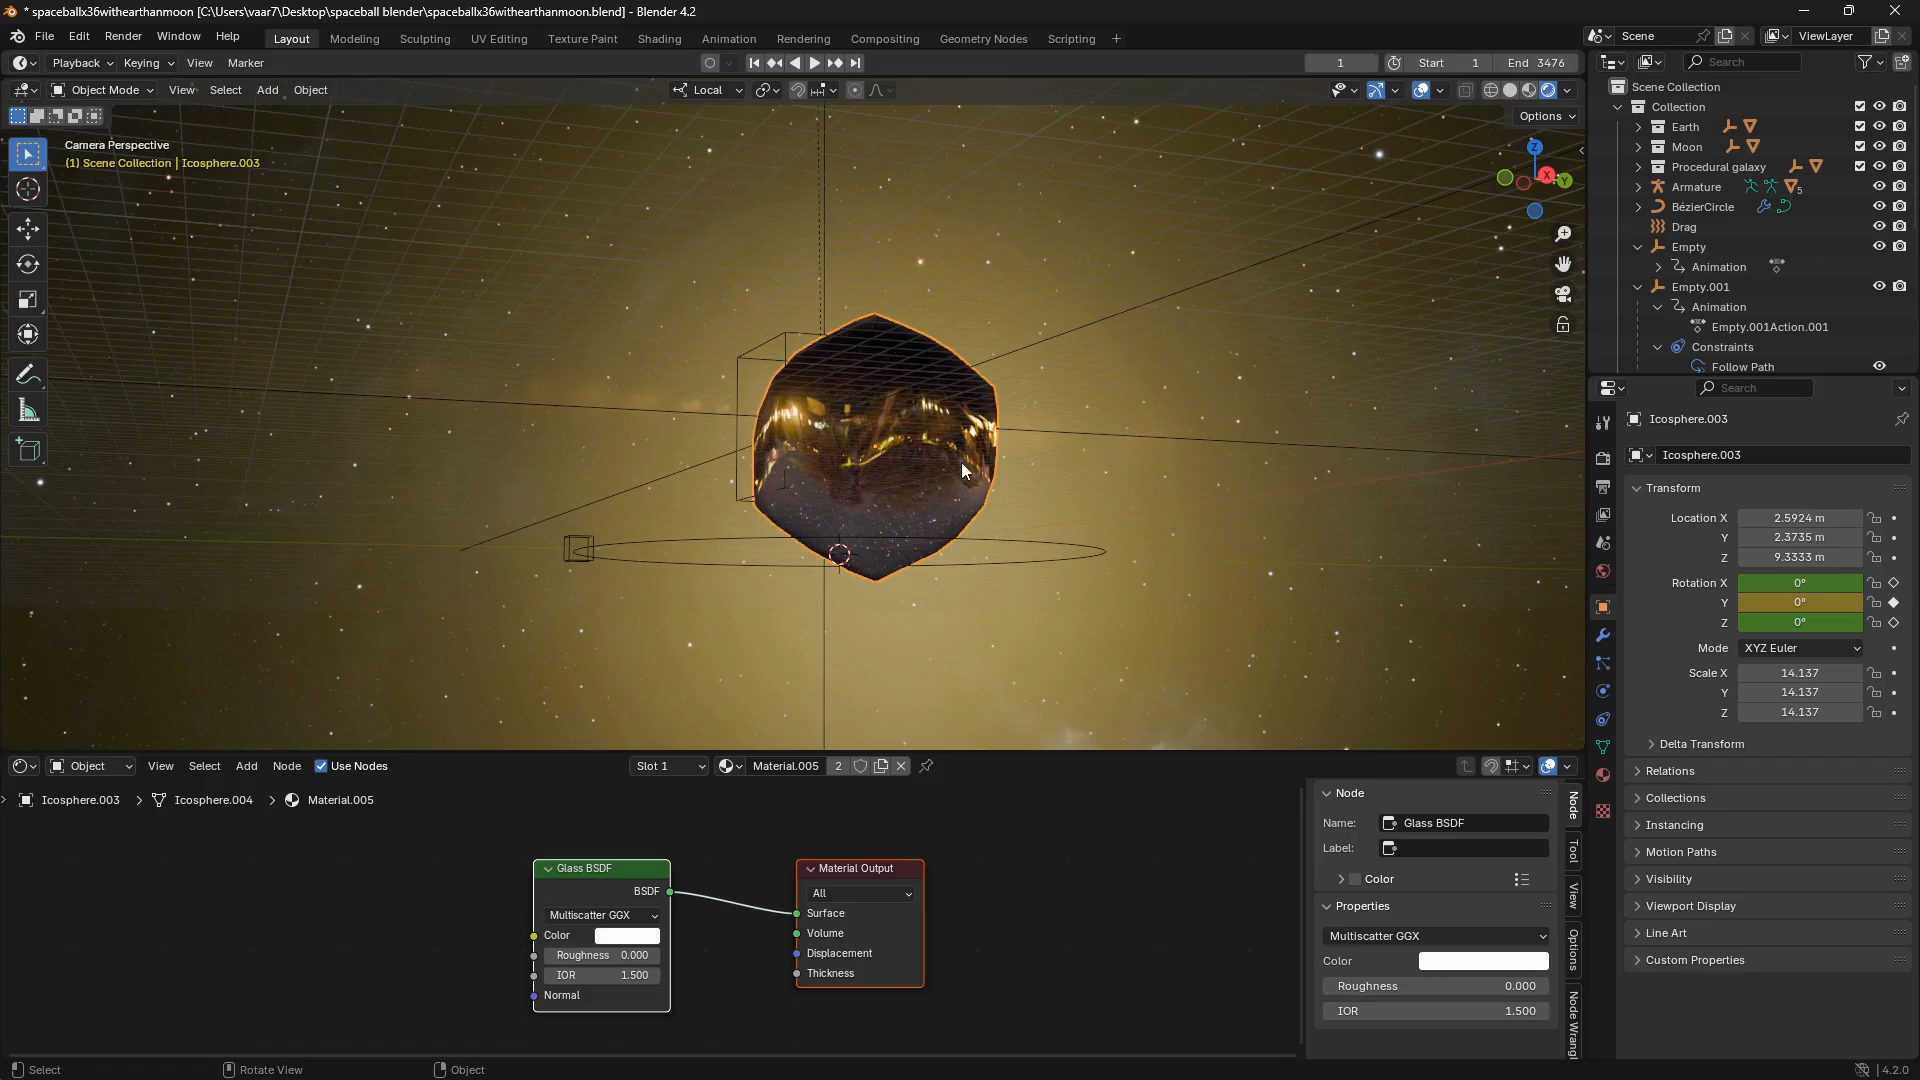 * spaceballx36withearthanmoon [C:\Users\vaar7\Desktop\spaceball blender\spaceballx36withearthanmoon.blend] - Blender 4.2
File Edit Render Window Help Layout Modeling Sculpting UV Editing Texture Paint Shading Animation Rendering Compositing Geometry Nodes Scripting + Scene ViewLayer
Playback Keying View Marker 1 Start 1 End 3476 Search
Object Mode View Select Add Object Local
Options
Camera Perspective
(1) Scene Collection | Icosphere.003
Z
X
Y
Scene Collection
Collection
Earth
Moon
Procedural galaxy
Armature 5
BézierCircle
Drag
Empty
Animation
Empty.001
Animation
Empty.001Action.001
Constraints
Follow Path
Search
Icosphere.003
Icosphere.003
Transform
Location X 2.5924 m
Y 2.3735 m
Z 9.3333 m
Rotation X 0°
Y 0°
Z 0°
Mode XYZ Euler
Scale X 14.137
Y 14.137
Z 14.137
Delta Transform
Relations
Collections
Instancing
Motion Paths
Visibility
Viewport Display
Line Art
Custom Properties
Object View Select Add Node Use Nodes Slot 1 Material.005 2
Icosphere.003 > Icosphere.004 > Material.005
Glass BSDF
BSDF
Multiscatter GGX
Color
Roughness 0.000
IOR 1.500
Normal
Material Output
All
Surface
Volume
Displacement
Thickness
Node
Name: Glass BSDF
Label:
Color
Properties
Multiscatter GGX
Color
Roughness 0.000
IOR 1.500
Node
Tool
View
Options
Node Wrangl
Select Rotate View Object 4.2.0